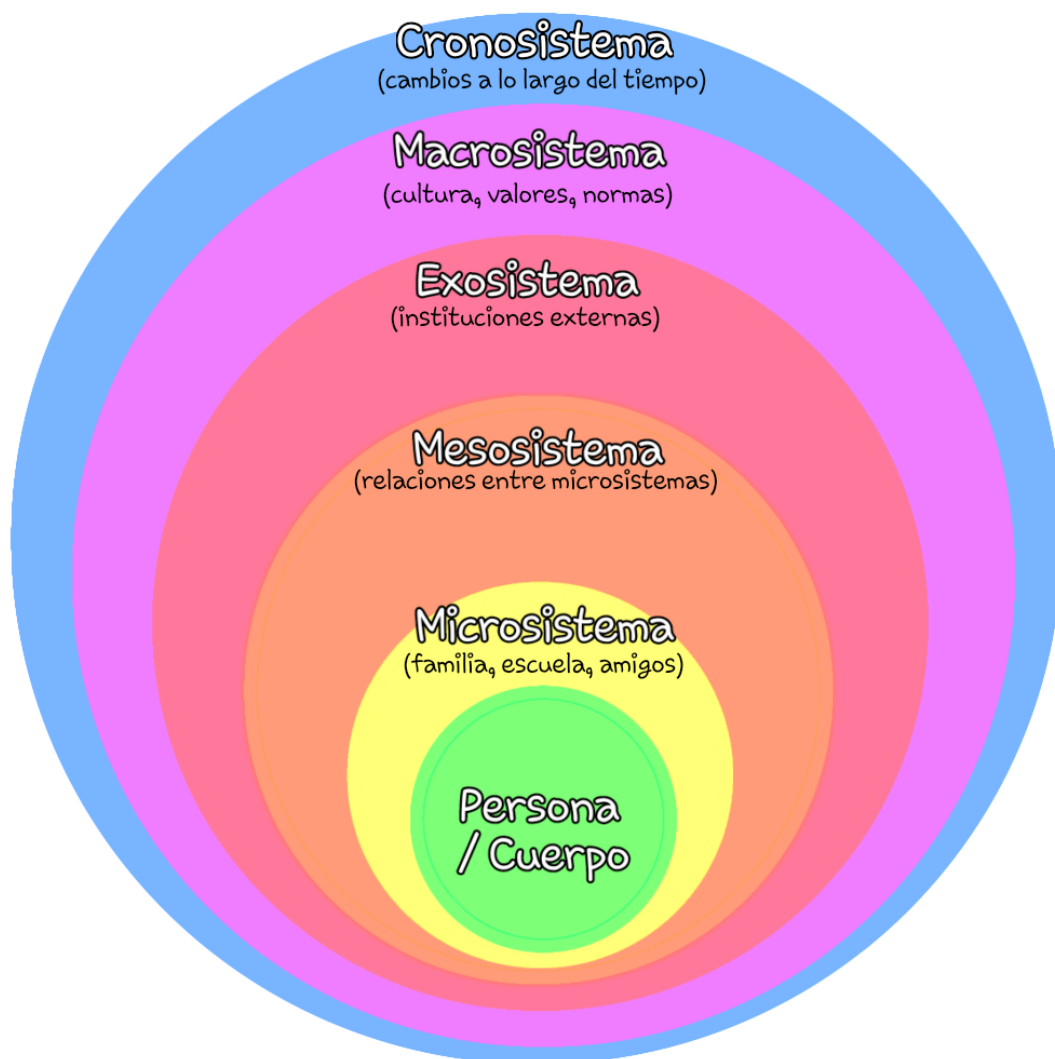 Cronosistema
(cambios a lo largo del tiempo)
Macrosistema
(cultura, valores, normas)
Exosistema
(instituciones externas)
Mesosistema
(relaciones entre microsistemas)
Microsistema
(familia, escuela, amigos)
Persona
/ Cuerpo